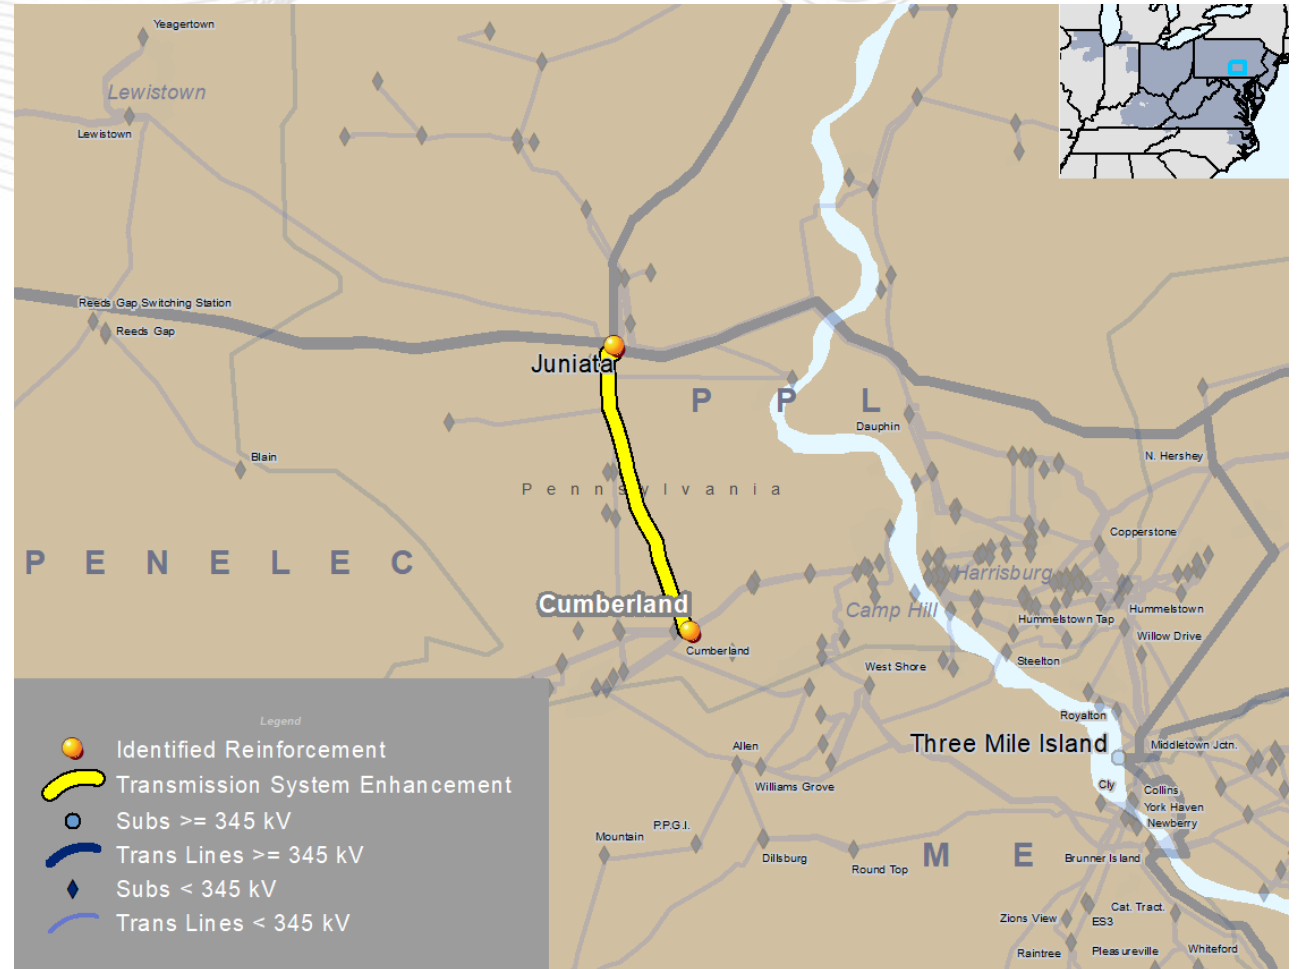 Yeagertown
Lewistown
Lewistown
Reeds Gap Switching Station
Reeds Gap
Juniata
P P L
Dauphin
N. Hershey
Blain
Pennsylvania
Copperstone
P E N E L E C
Harrisburg
Cumberland
Camp Hill
Hummelstown
Hummelstown Tap
Willow Drive
Cumberland
West Shore
Steelton
Royalton
Three Mile Island
Middletown Jctn.
Allen
Williams Grove
Cly
Collins
York Haven
Newberry
P.P.G.I.
Mountain
Dillsburg
Round Top
M E
Brunner Island
Cat. Tract.
Zions View
ES3
Raintree
Pleasureville
Whiteford
Legend
Identified Reinforcement
Transmission System Enhancement
Subs >= 345 kV
Trans Lines >= 345 kV
Subs < 345 kV
Trans Lines < 345 kV